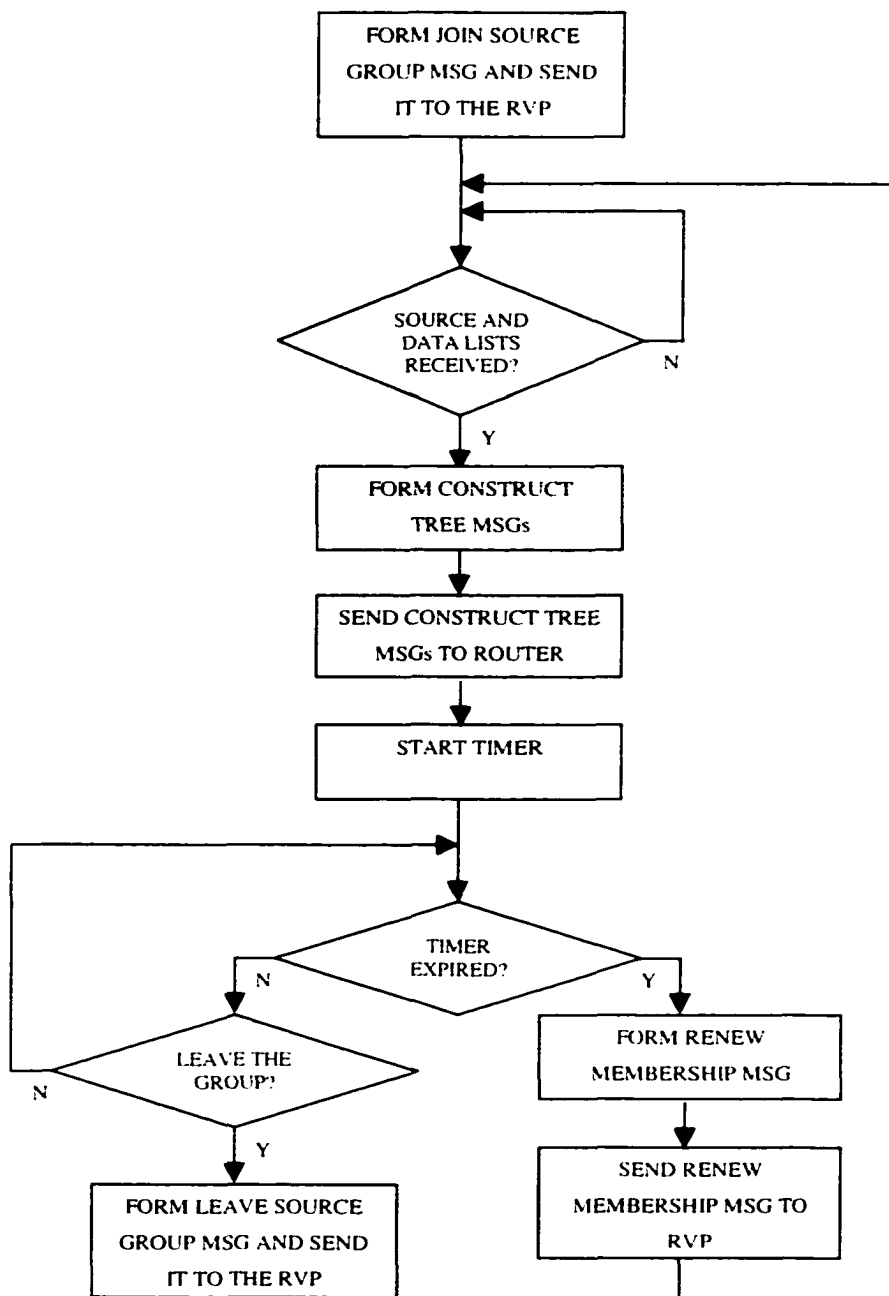 FORM JOIN SOURCE
GROUP MSG AND SEND
IT TO THE RVP
SOURCE AND
DATA LISTS
RECEIVED?
N
Y
FORM CONSTRUCT
TREE MSGs
SEND CONSTRUCT TREE
MSGs TO ROUTER
START TIMER
TIMER
EXPIRED?
N
Y
LEAVE THE
GROUP?
N
Y
FORM RENEW
MEMBERSHIP MSG
FORM LEAVE SOURCE
GROUP MSG AND SEND
IT TO THE RVP
SEND RENEW
MEMBERSHIP MSG TO
RVP